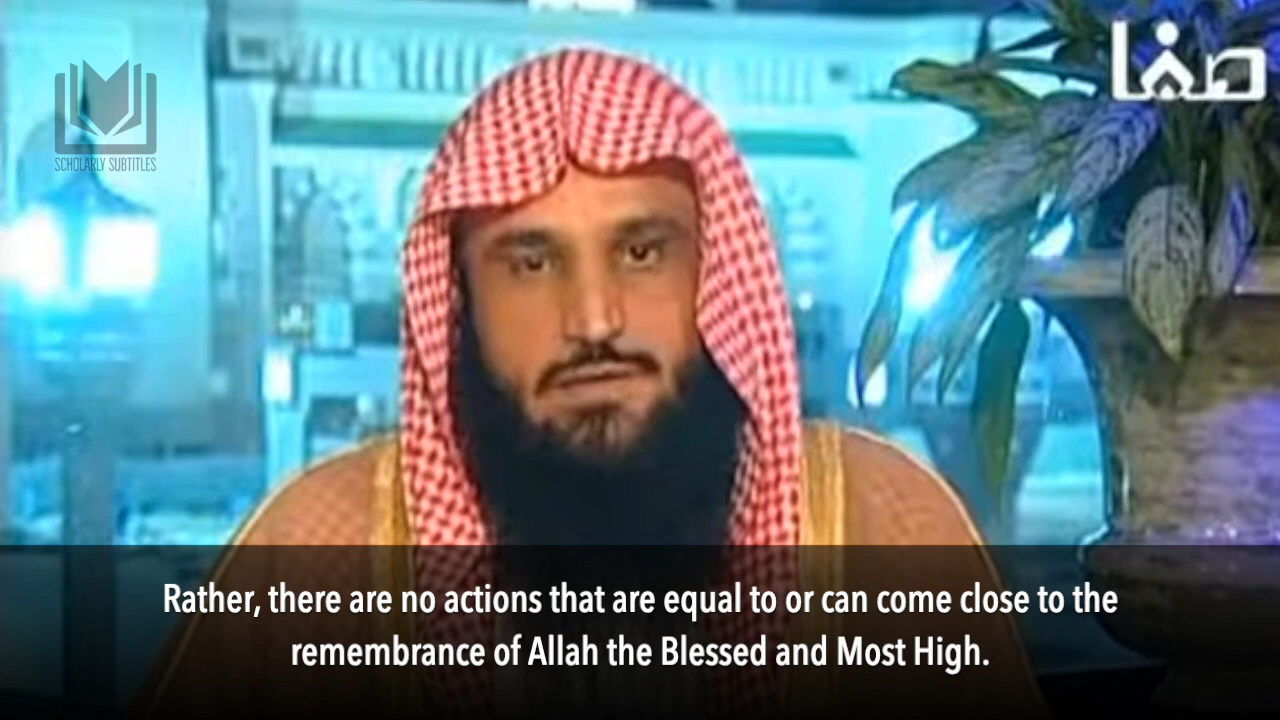 صفا
SCHOLARLY SUBTITLES
Rather, there are no actions that are equal to or can come close to the
remembrance of Allah the Blessed and Most High.